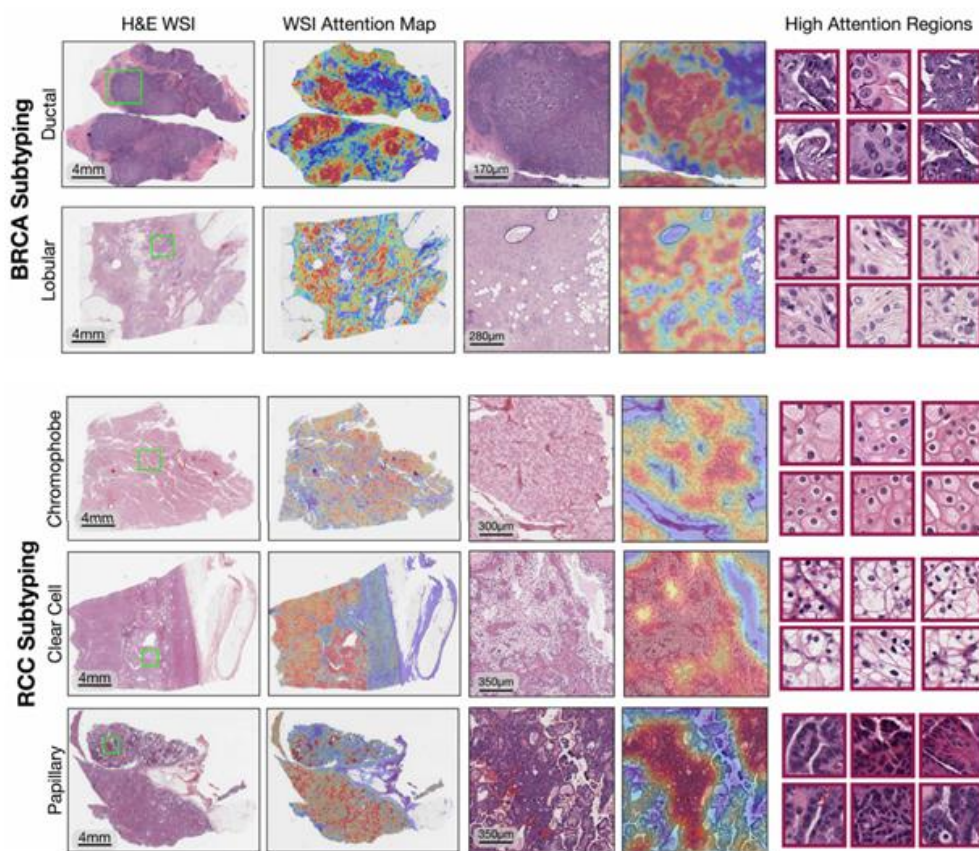 H&E WSI WSI Attention Map High Attention Regions
BRCA Subtyping
Ductal
4mm 170μm
Lobular
4mm 280μm
RCC Subtyping
Chromophobe
4mm 300μm
Clear Cell
4mm 350μm
Papillary
4mm 350μm